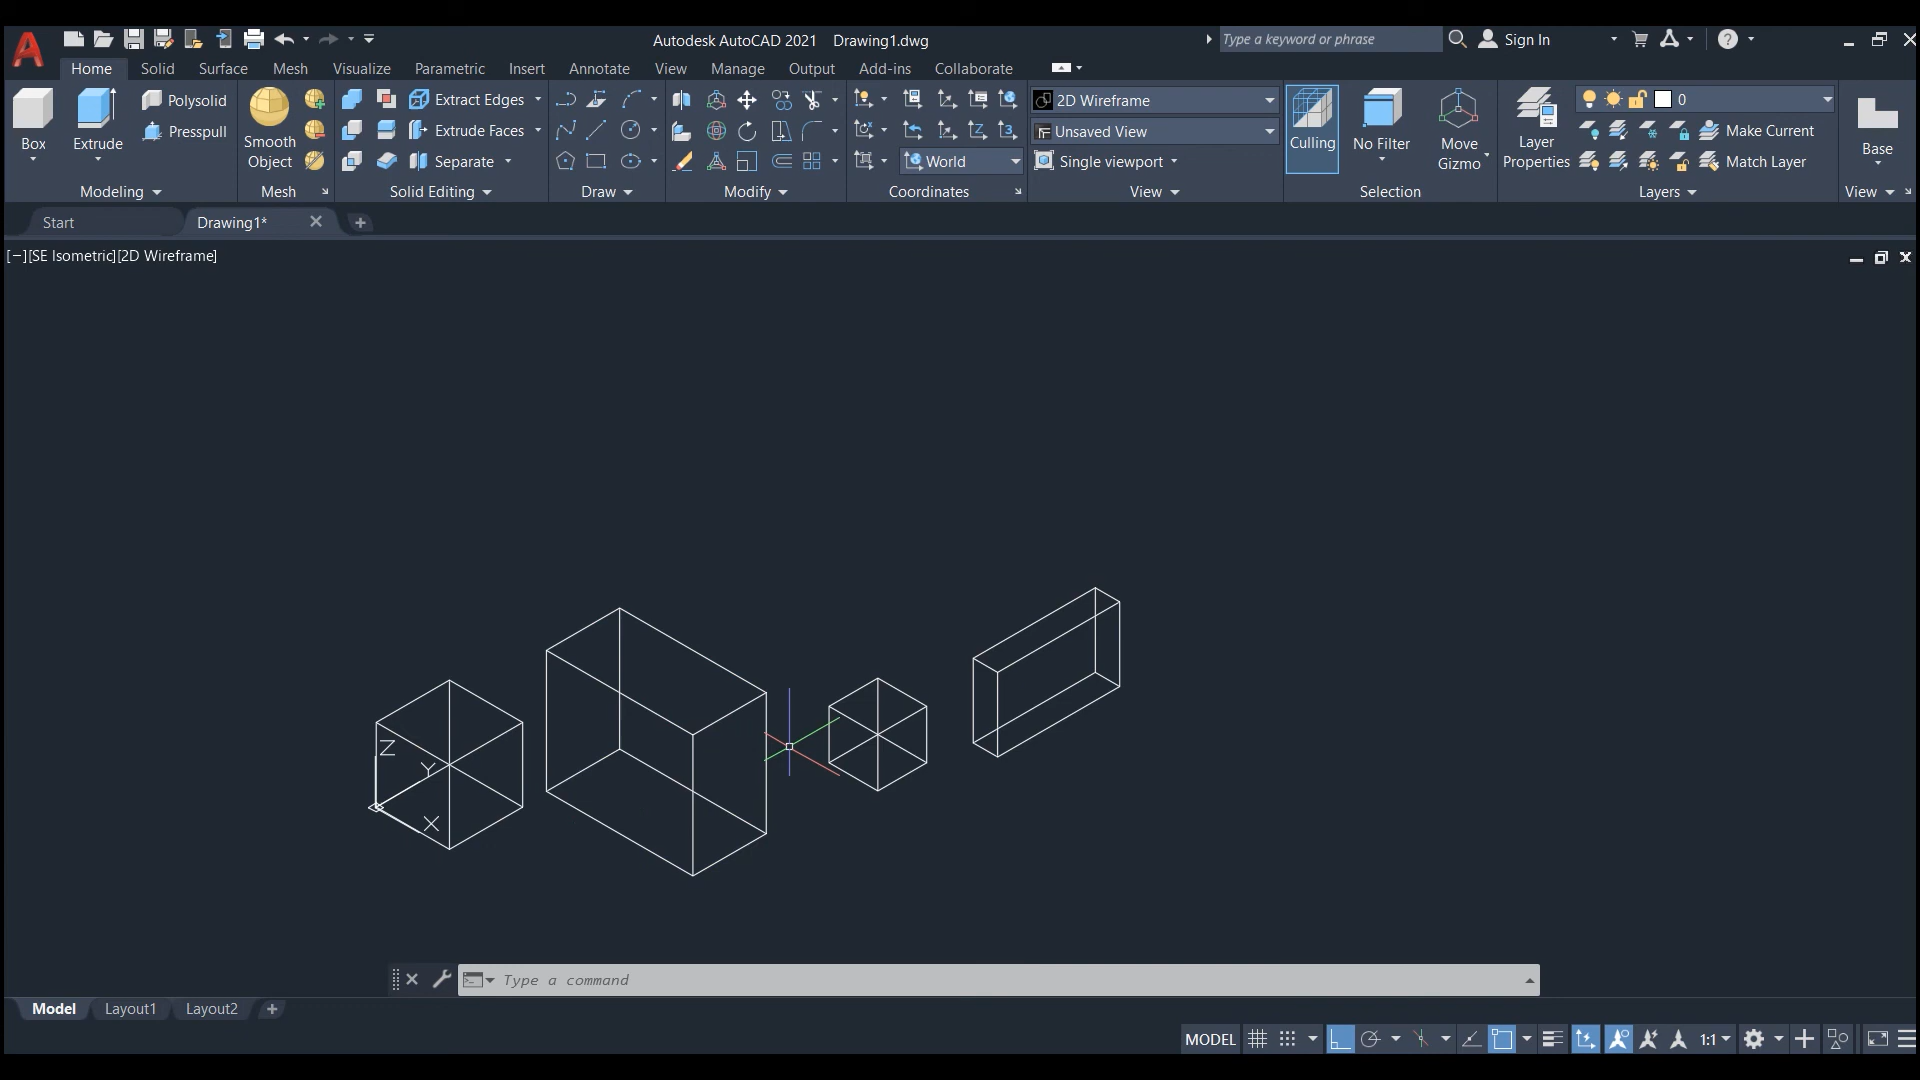 Autodesk AutoCAD 2021 Drawing1.dwg
Type a keyword or phrase
Sign In
Home Solid Surface Mesh Visualize Parametric Insert Annotate View Manage Output Add-ins Collaborate
Polysolid
Presspull
Box
Extrude
Modeling
Smooth
Object
Mesh
Extract Edges
Extrude Faces
Separate
Solid Editing
Draw
Modify
World
Coordinates
2D Wireframe
Unsaved View
Single viewport
View
Culling
No Filter
Move
Gizmo
Selection
Layer
Properties
0
Make Current
Match Layer
Layers
Base
View
Start
Drawing1*
[−][SE Isometric][2D Wireframe]
Z
Y
X
Type a command
Model Layout1 Layout2
MODEL
1:1